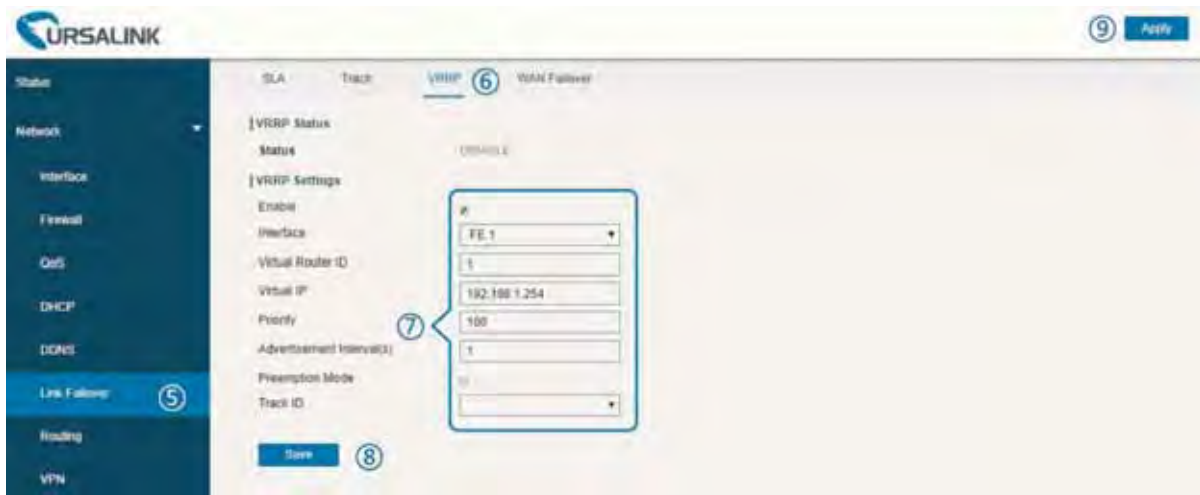 URSALINK
⑨ Apply
Status
SLA Track VRRP ⑥ WAN Failover
Network
VRRP Status
Status DISABLE
Interface
VRRP Settings
Enable
Firewall
Interface FE 1
QoS
Virtual Router ID 1
Virtual IP 192.168.1.254
DHCP
Priority ⑦ 100
DDNS
Advertisement Interval(s) 1
Preemption Mode
Link Failover ⑤
Track ID
Routing
Save ⑧
VPN